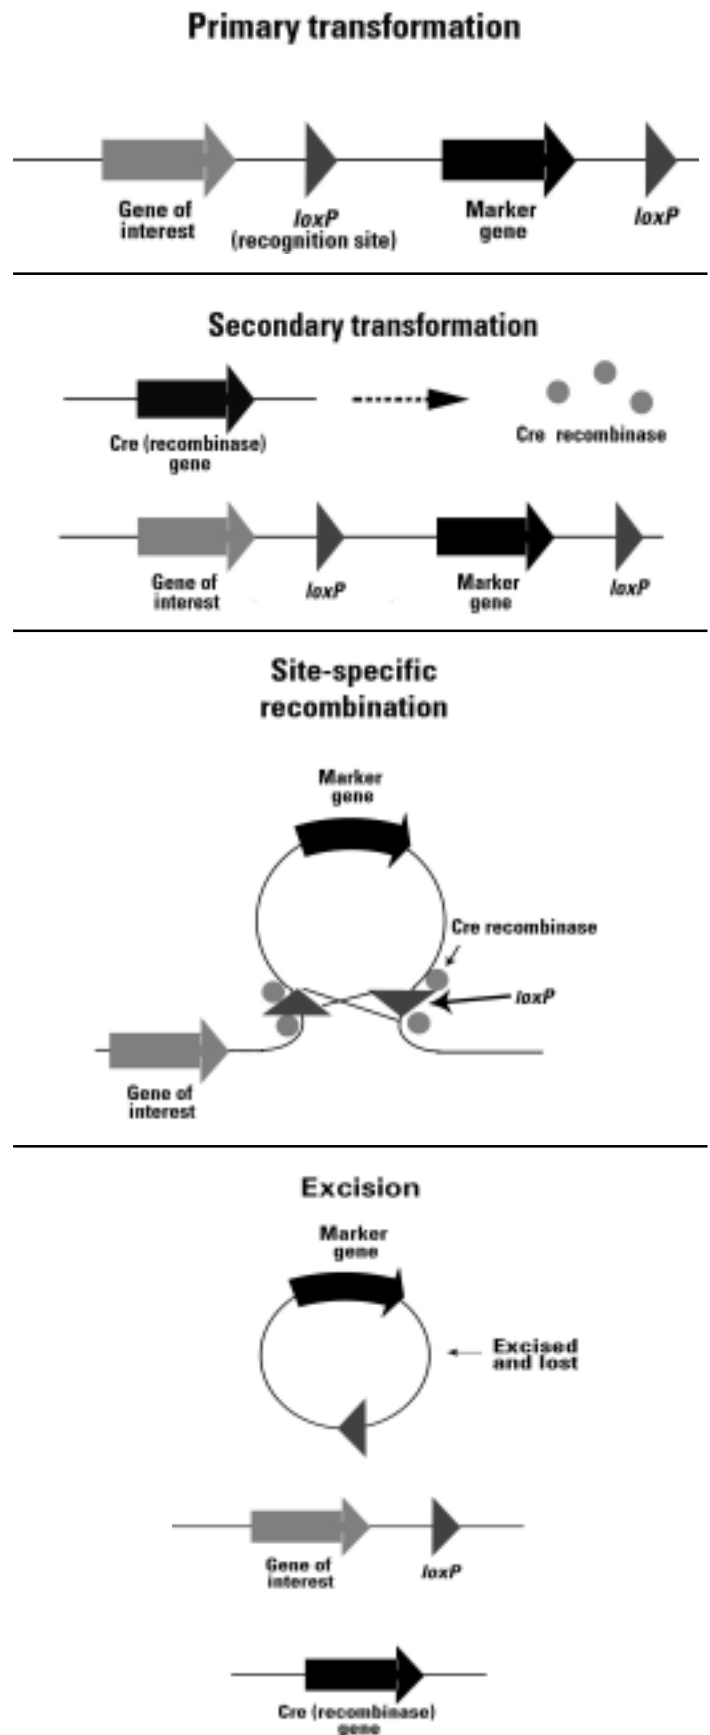 Primary transformation
Gene of
interest
loxP
(recognition site)
Marker
gene
loxP
Secondary transformation
Cre (recombinase)
gene
Cre recombinase
Gene of
interest
loxP
Marker
gene
loxP
Site-specific
recombination
Marker
gene
Cre recombinase
loxP
Gene of
interest
Excision
Marker
gene
Excised
and lost
Gene of
interest
loxP
Cre (recombinase)
gene